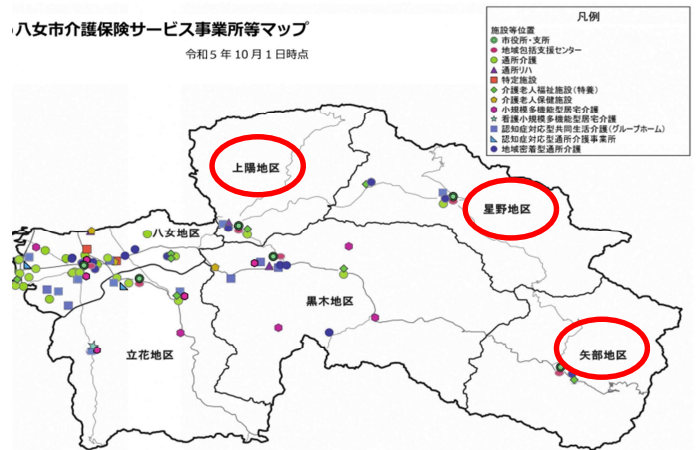 八女市介護保険サービス事業所等マップ
令和５年 10 月１日時点
凡例
施設等位置
市役所・支所
地域包括支援センター
通所介護
通所リハ
特定施設
介護老人福祉施設(特養)
介護老人保健施設
小規模多機能型居宅介護
看護小規模多機能型居宅介護
認知症対応型共同生活介護(グループホーム)
認知症対応型通所介護事業所
地域密着型通所介護
上陽地区
星野地区
八女地区
黒木地区
立花地区
矢部地区